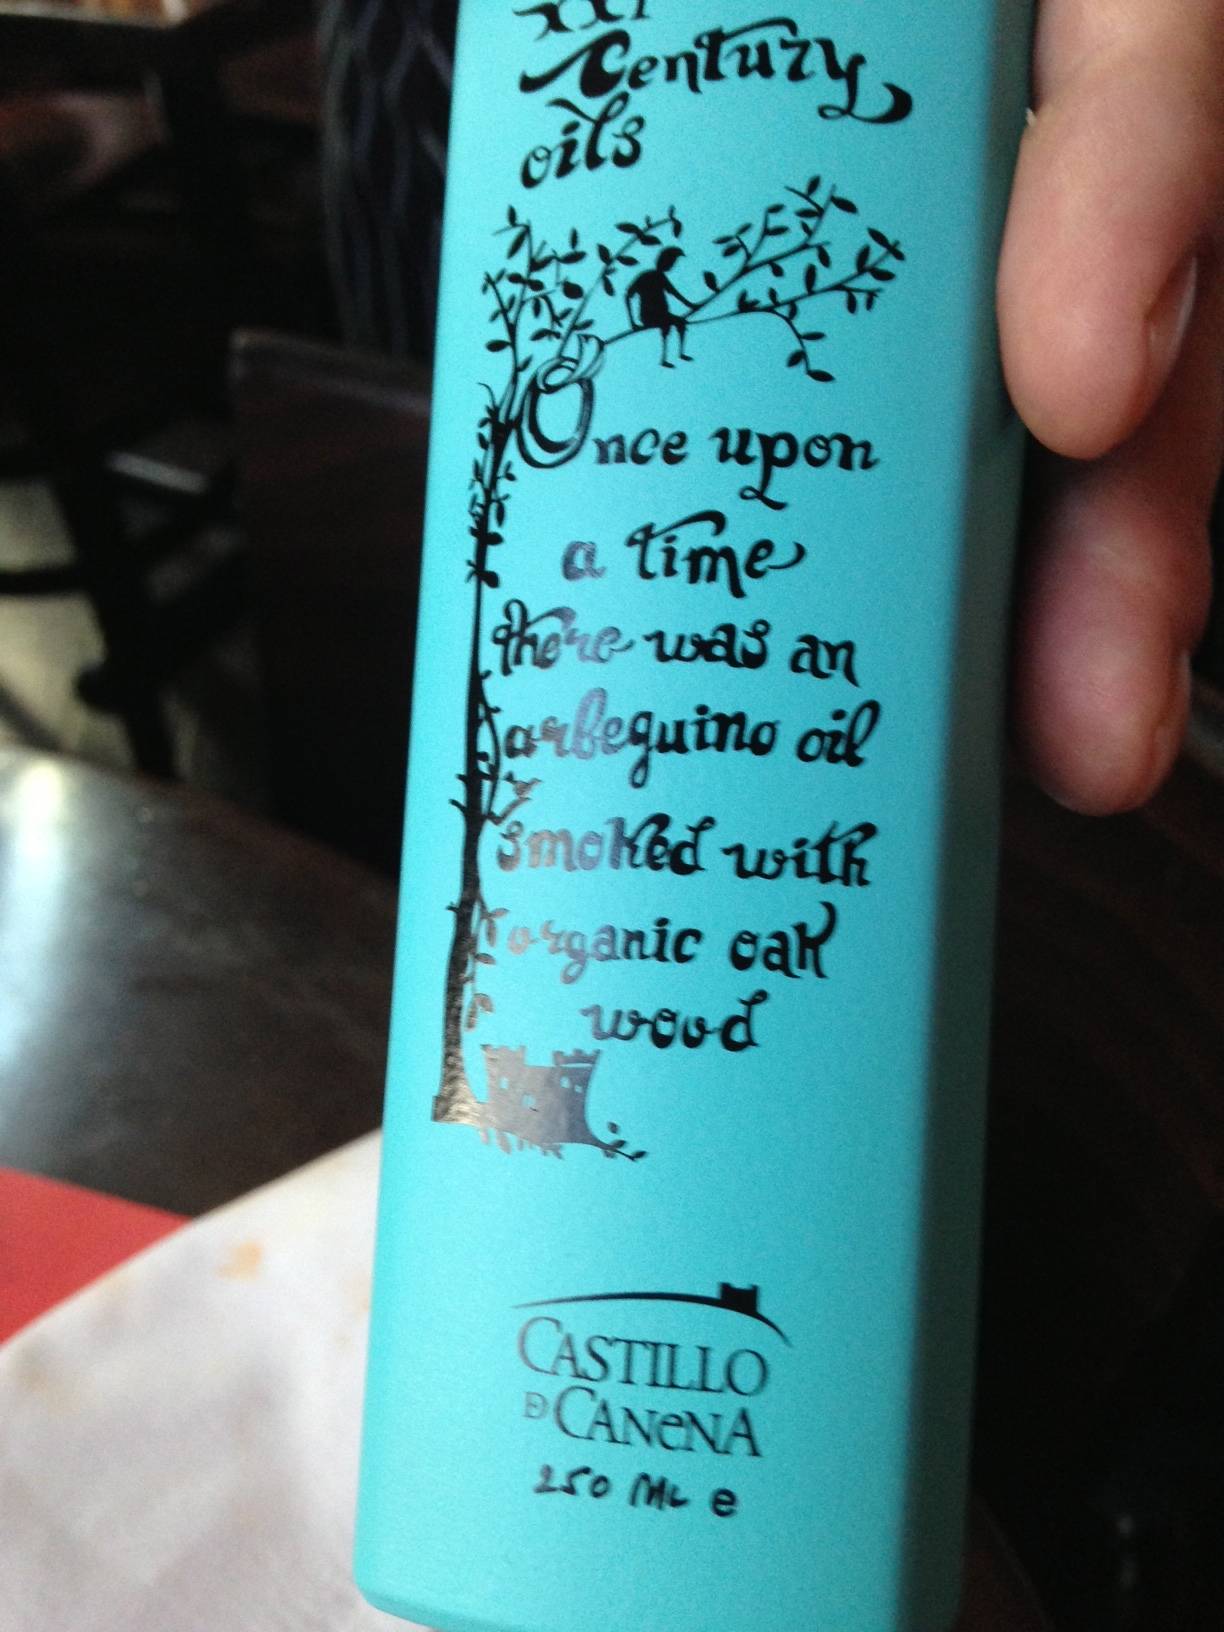 XXI
Century
oils
Once upon
a time
there was an
arbequino oil
smoked with
organic oak
wood
CASTILLO
DE CANENA
250 ML e